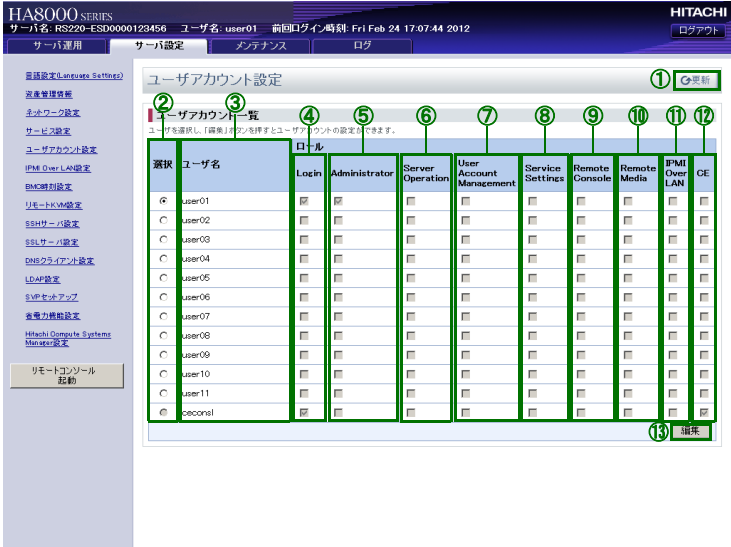 HA8000 SERIES
HITACHI
サーバ名: RS220-ESD0000123456 ユーザ名: user01 前回ログイン時刻: Fri Feb 24 17:07:44 2012
ログアウト
サーバ運用 サーバ設定 メンテナンス ログ
言語設定(Language Settings)
資産管理情報
ネットワーク設定
サービス設定
ユーザアカウント設定
IPMI Over LAN設定
BMC時刻設定
リモートKVM設定
SSHサーバ設定
SSLサーバ設定
DNSクライアント設定
LDAP設定
SVPセットアップ
省電力機能設定
Hitachi Compute Systems
Manager設定
リモートコンソール
起動
ユーザアカウント設定
① 更新
② ③ ④ ⑤ ⑥ ⑦ ⑧ ⑨ ⑩ ⑪ ⑫
ユーザアカウント一覧
ユーザを選択し、「編集」ボタンを押すとユーザアカウントの設定ができます。
選択 ユーザ名 ロール
Login Administrator Server Operation User Account Management Service Settings Remote Console Remote Media IPMI Over LAN CE
user01
user02
user03
user04
user05
user06
user07
user08
user09
user10
user11
ceconsl
⑬ 編集